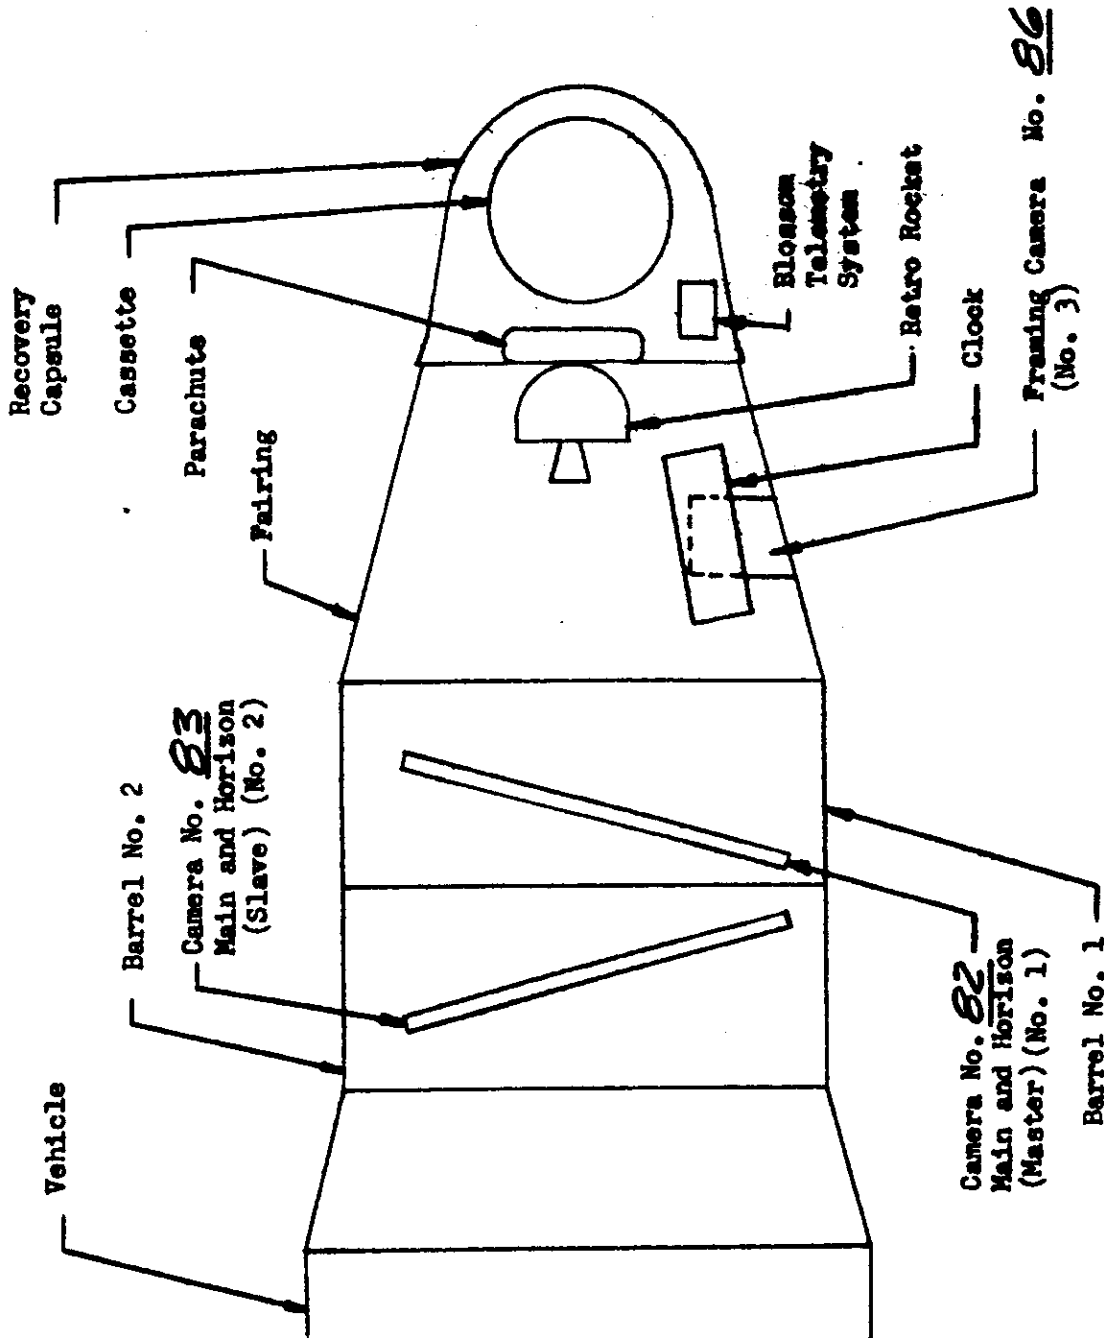 Recovery
Capsule
Cassette
Parachute
Fairing
Barrel No. 2
Camera No. 83
Main and Horizon
(Slave) (No. 2)
Vehicle
Blossom
Telemetry
System
Retro Rocket
Clock
Framing Camera No. 86
(No. 3)
Camera No. 82
Main and Horizon
(Master)(No. 1)
Barrel No. 1